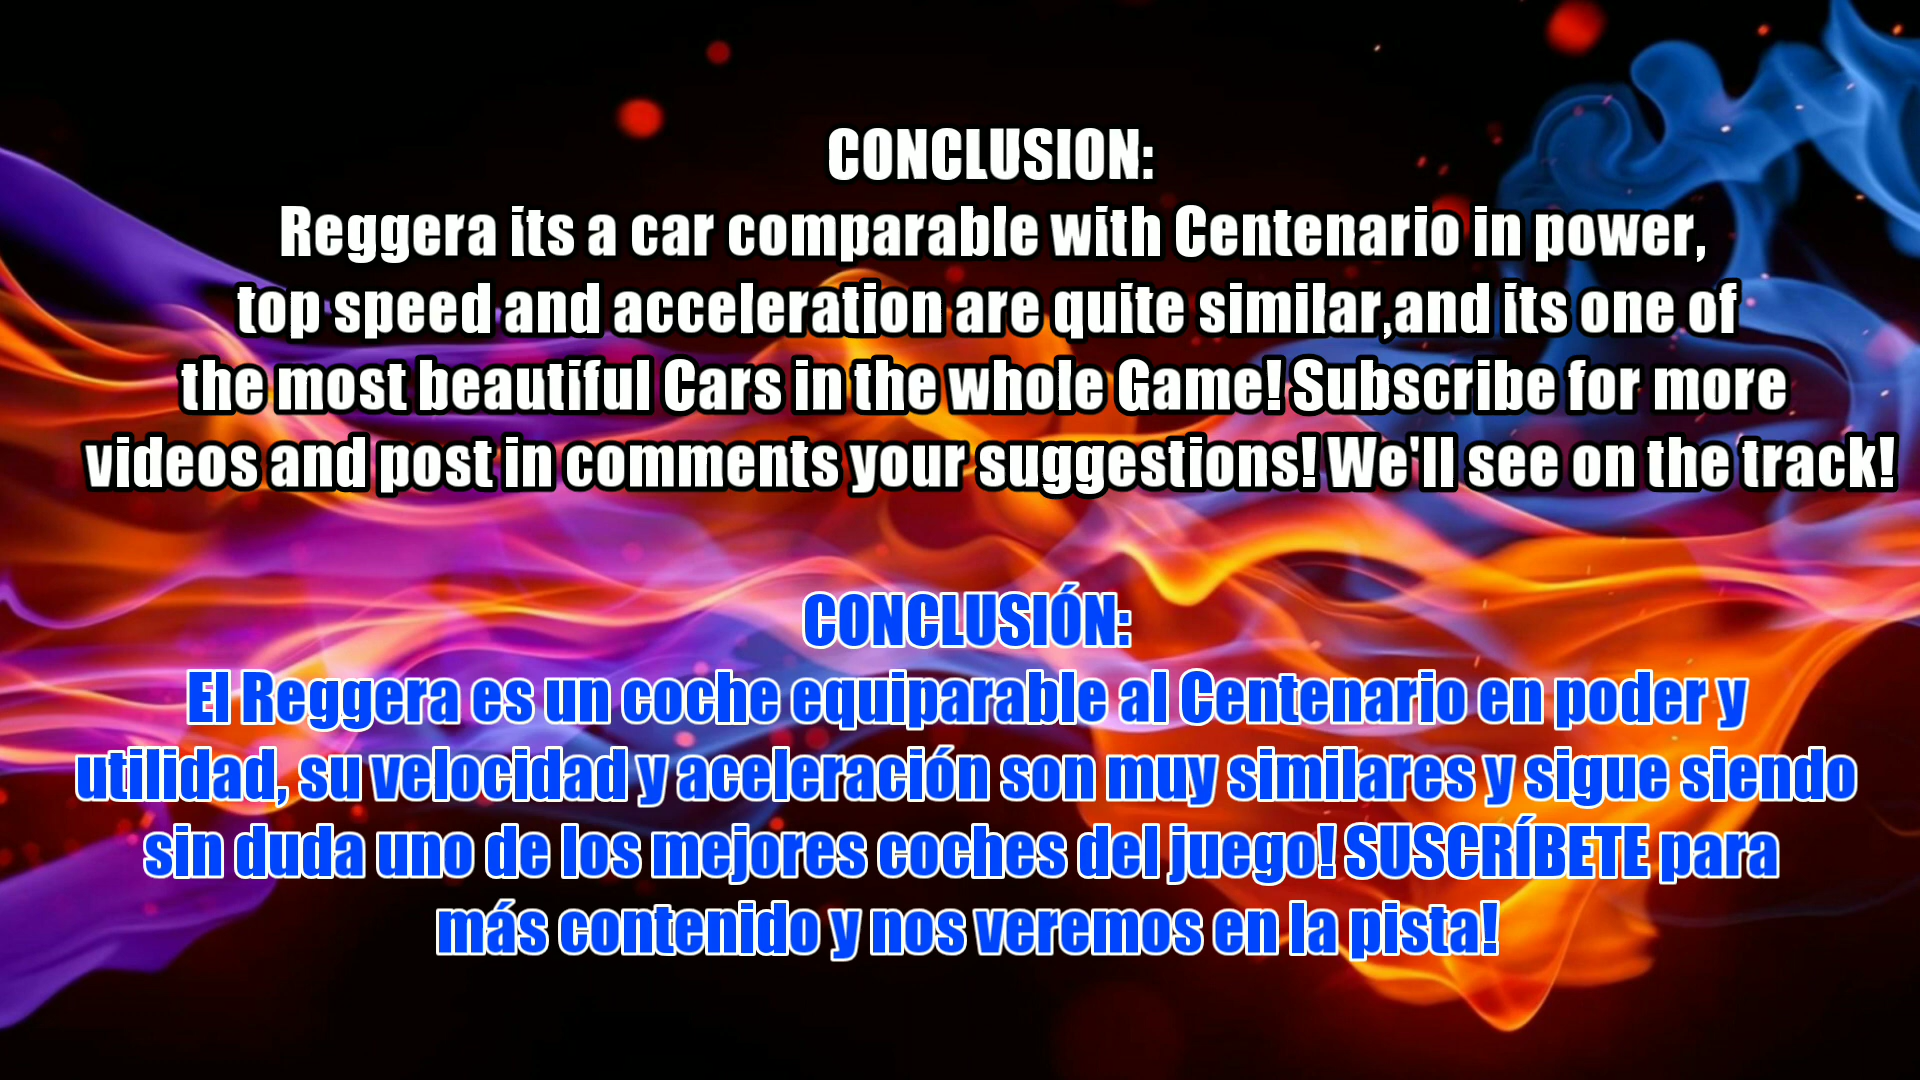 CONCLUSION:
Reggera its a car comparable with Centenario in power,
top speed and acceleration are quite similar,and its one of
the most beautiful Cars in the whole Game! Subscribe for more
videos and post in comments your suggestions! We'll see on the track!
CONCLUSIÓN:
El Reggera es un coche equiparable al Centenario en poder y
utilidad, su velocidad y aceleración son muy similares y sigue siendo
sin duda uno de los mejores coches del juego! SUSCRÍBETE para
más contenido y nos veremos en la pista!